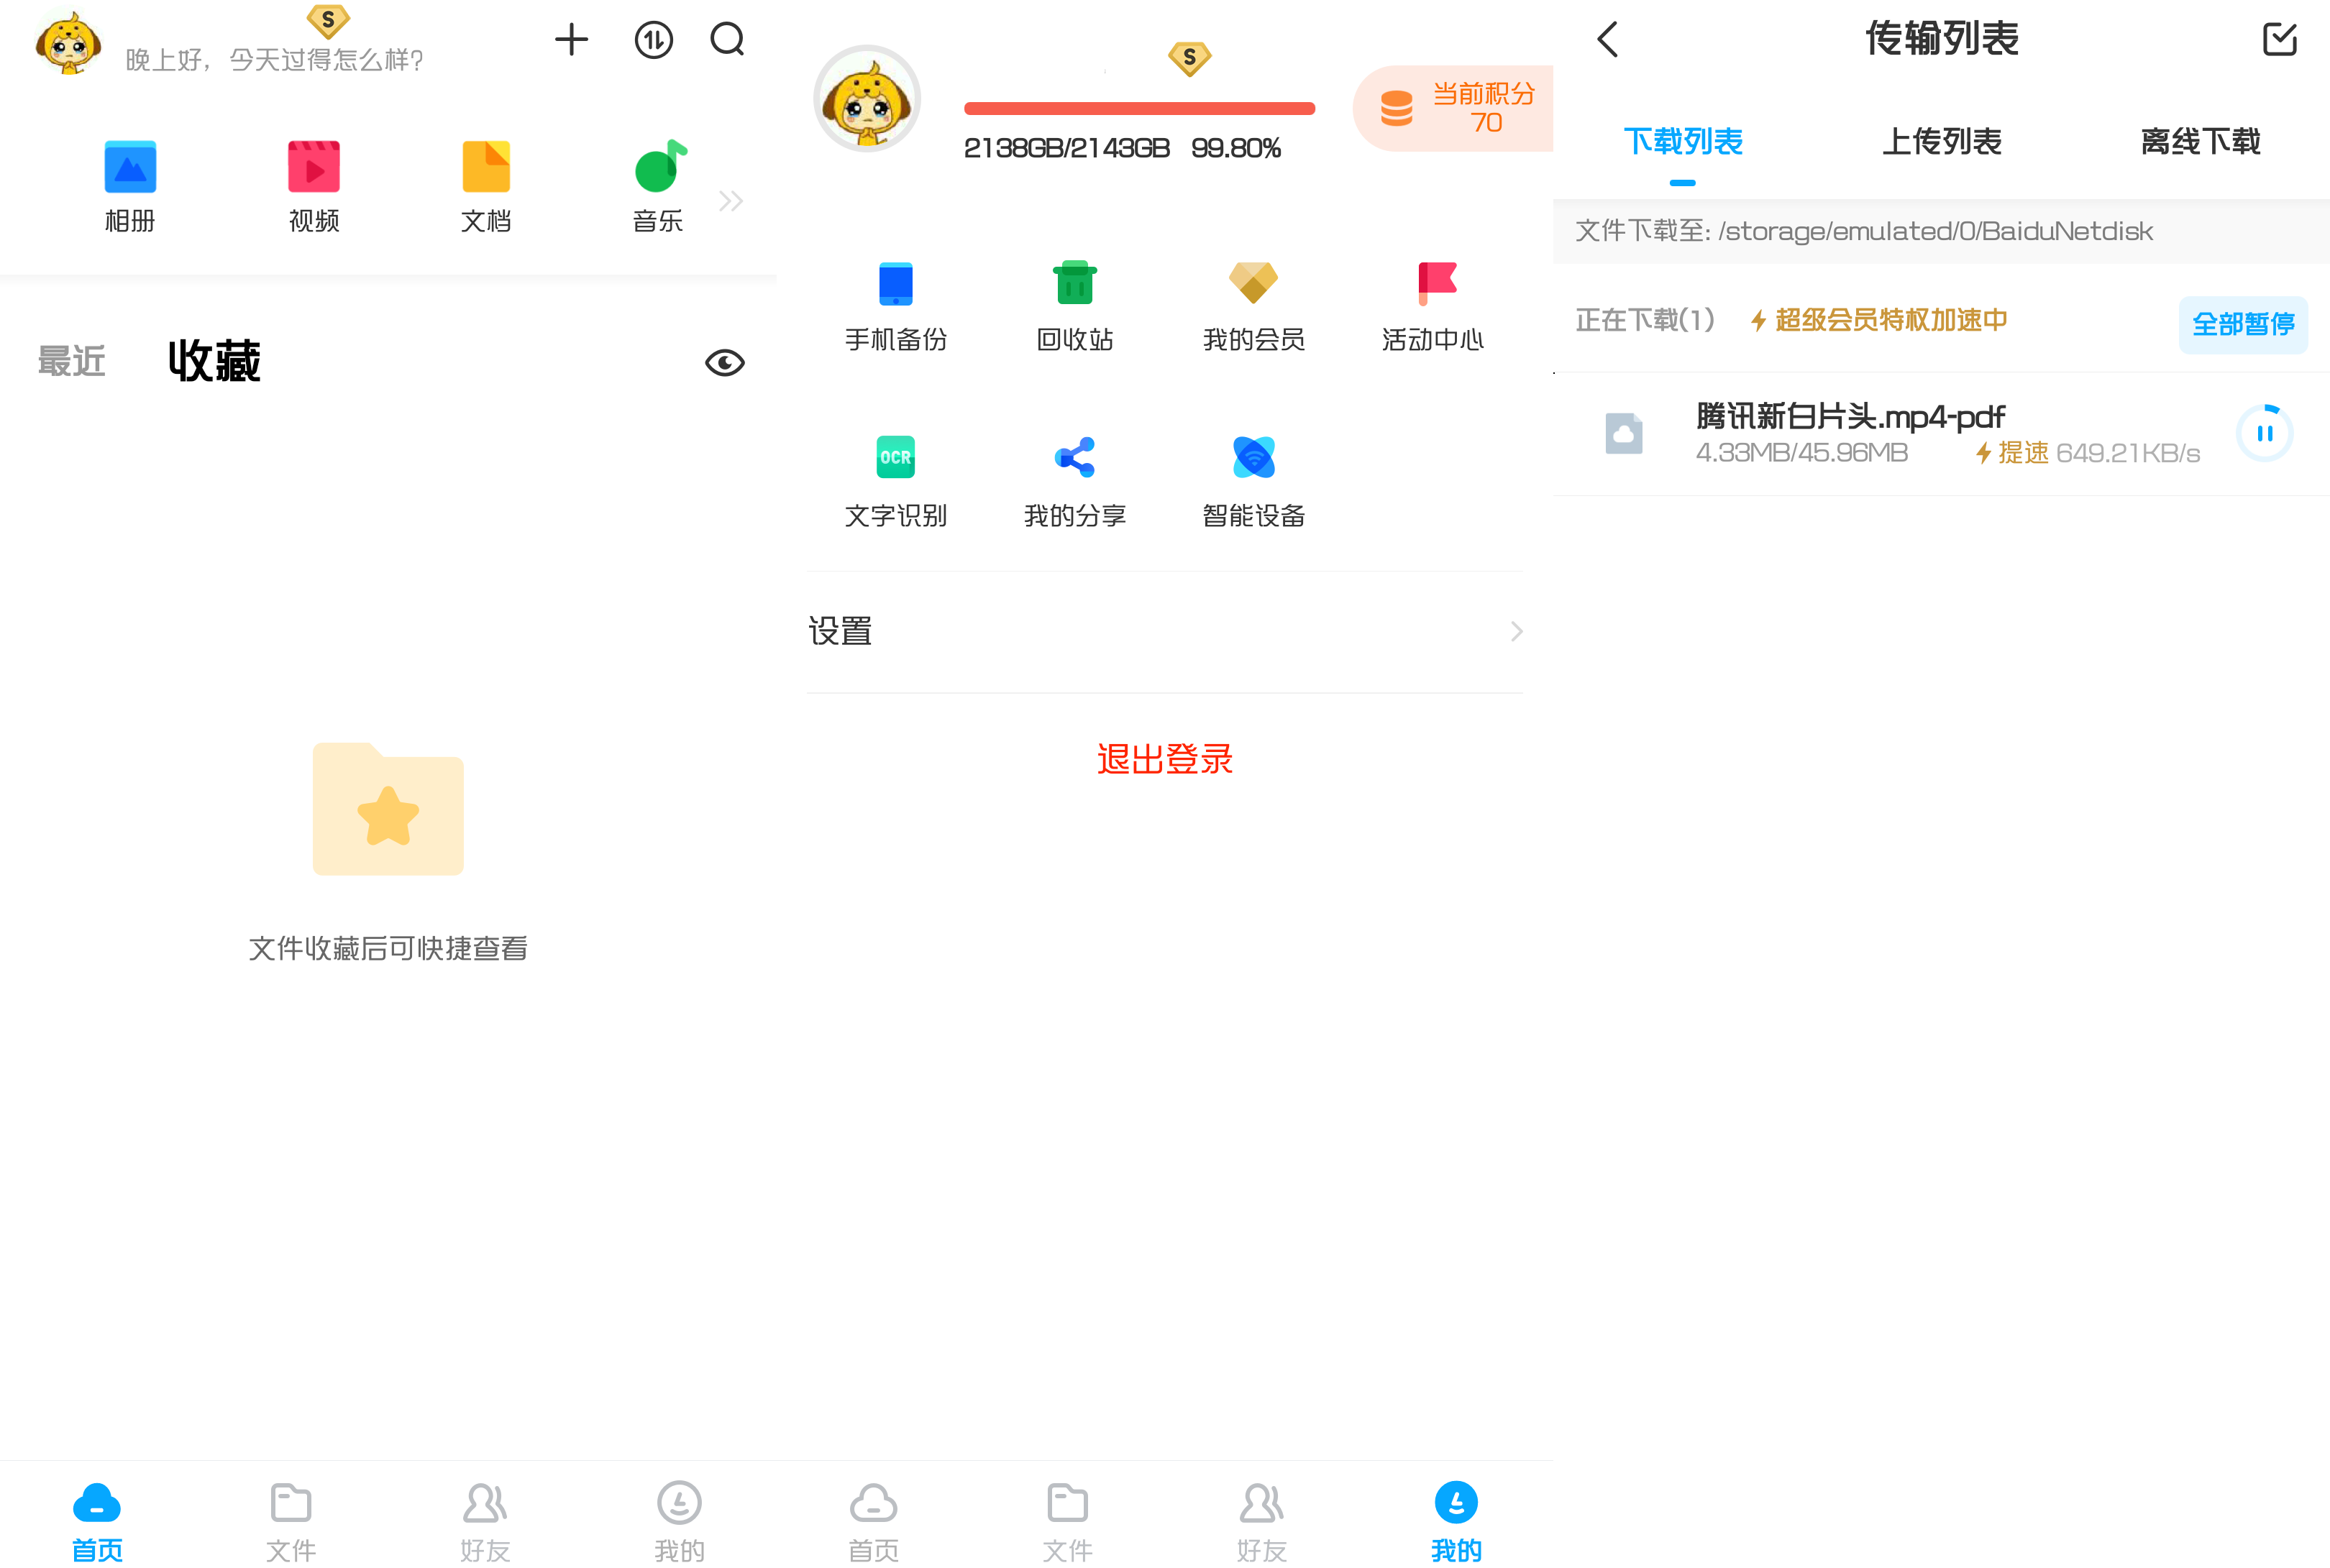 S
晚上好，今天过得怎么样?
相册
视频
文档
音乐
最近
收藏
文件收藏后可快捷查看
首页
文件
好友
我的
S
2138GB/2143GB 99.80%
当前积分
70
手机备份
回收站
我的会员
活动中心
OCR
文字识别
我的分享
智能设备
设置
退出登录
首页
文件
好友
我的
传输列表
下载列表
上传列表
离线下载
文件下载至: /storage/emulated/0/BaiduNetdisk
正在下载(1) 超级会员特权加速中
全部暂停
腾讯新白片头.mp4-pdf
4.33MB/45.96MB 提速 649.21KB/s